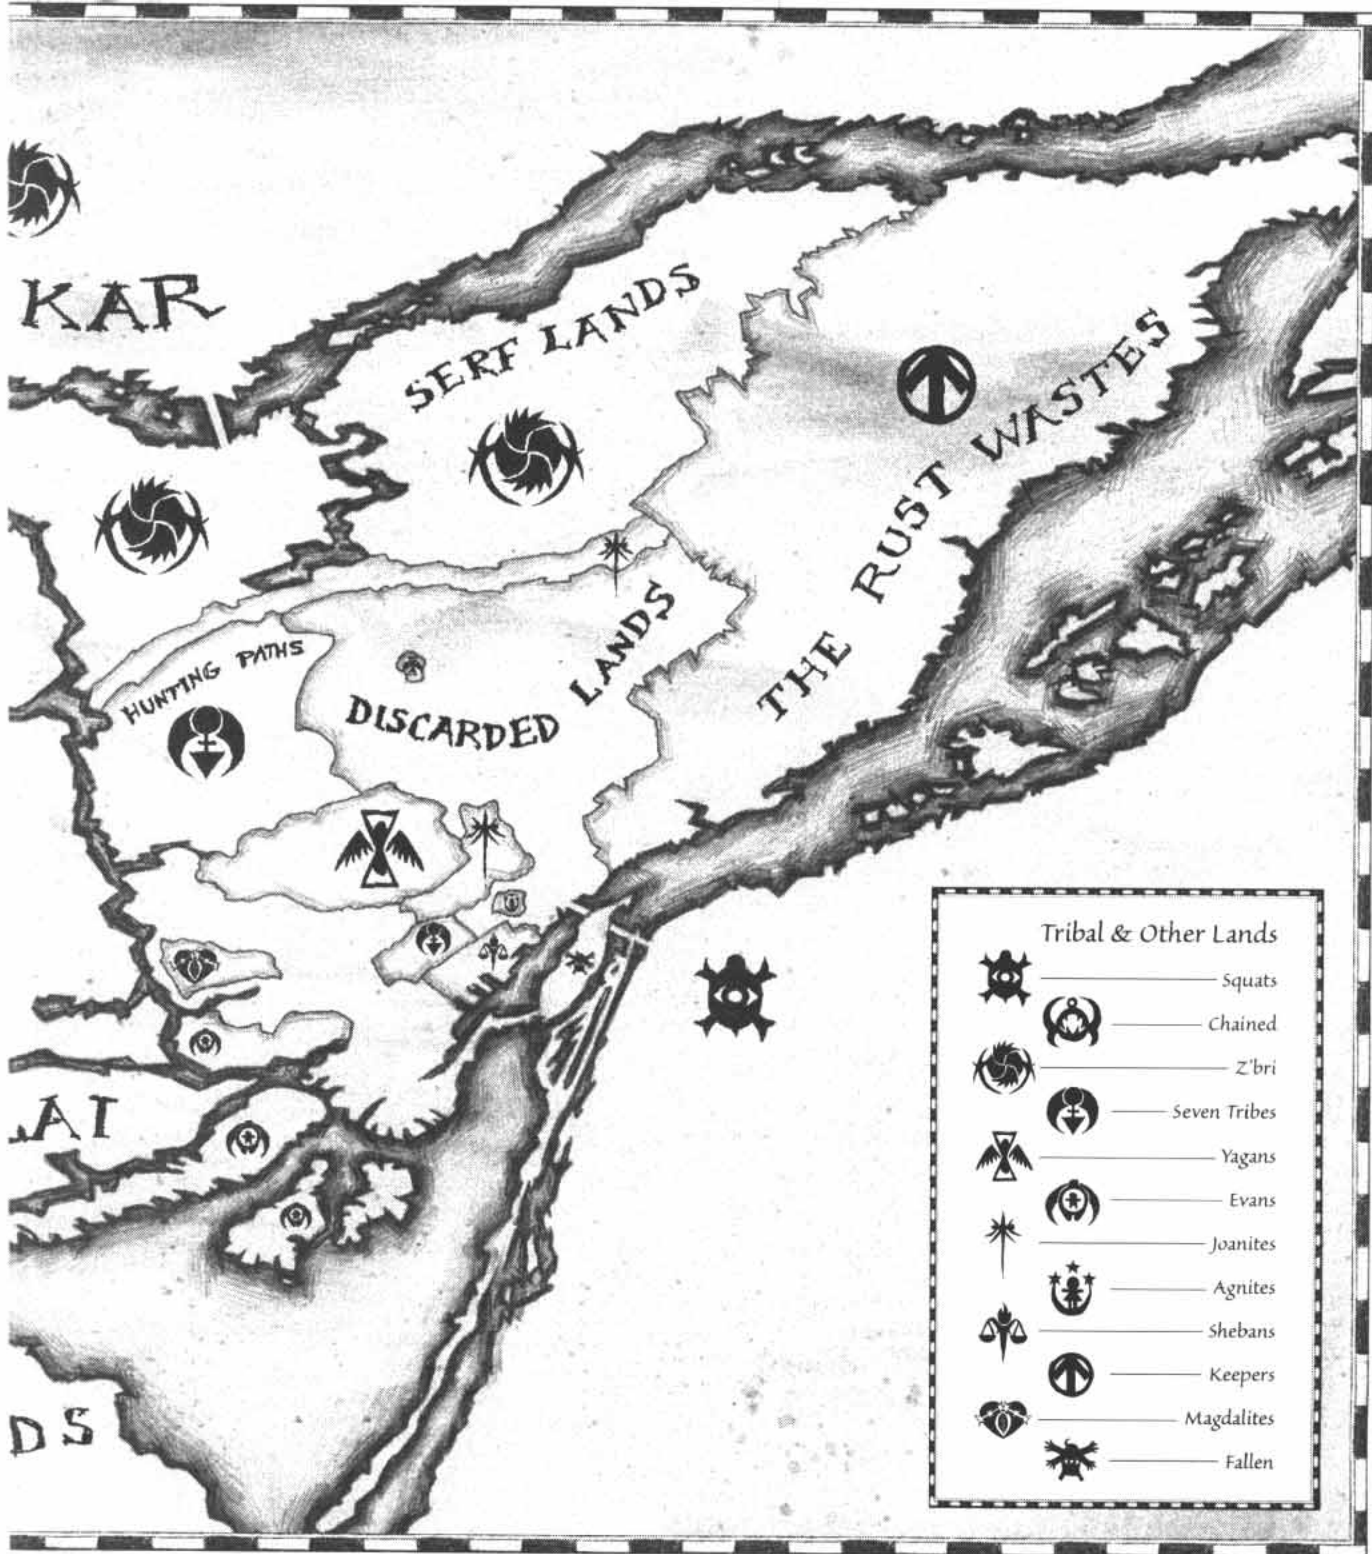 KAR
SERF LANDS
THE RUST WASTES
HUNTING PATHS
DISCARDED LANDS
AI
DS
Tribal & Other Lands
Squats
Chained
Z'bri
Seven Tribes
Yagans
Evans
Joanites
Agnites
Shebans
Keepers
Magdalites
Fallen